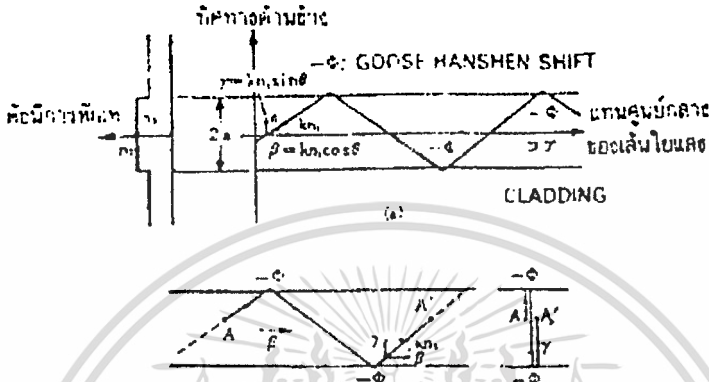 ทิศทางด้านข้าง
−Φ: GOOSE HANSHEN SHIFT
γ=kn₁sinθ
ดัชนีการหักเห
n₁
2a
kn₁
β=kn₁cosθ
−Φ
−Φ
γ
แกนศูนย์กลาง
ของเส้นใยแสง
CLADDING
(a)
−Φ
−Φ
A
β
A'
γ
kn₁
β
A
A'
γ
−Φ
−Φ